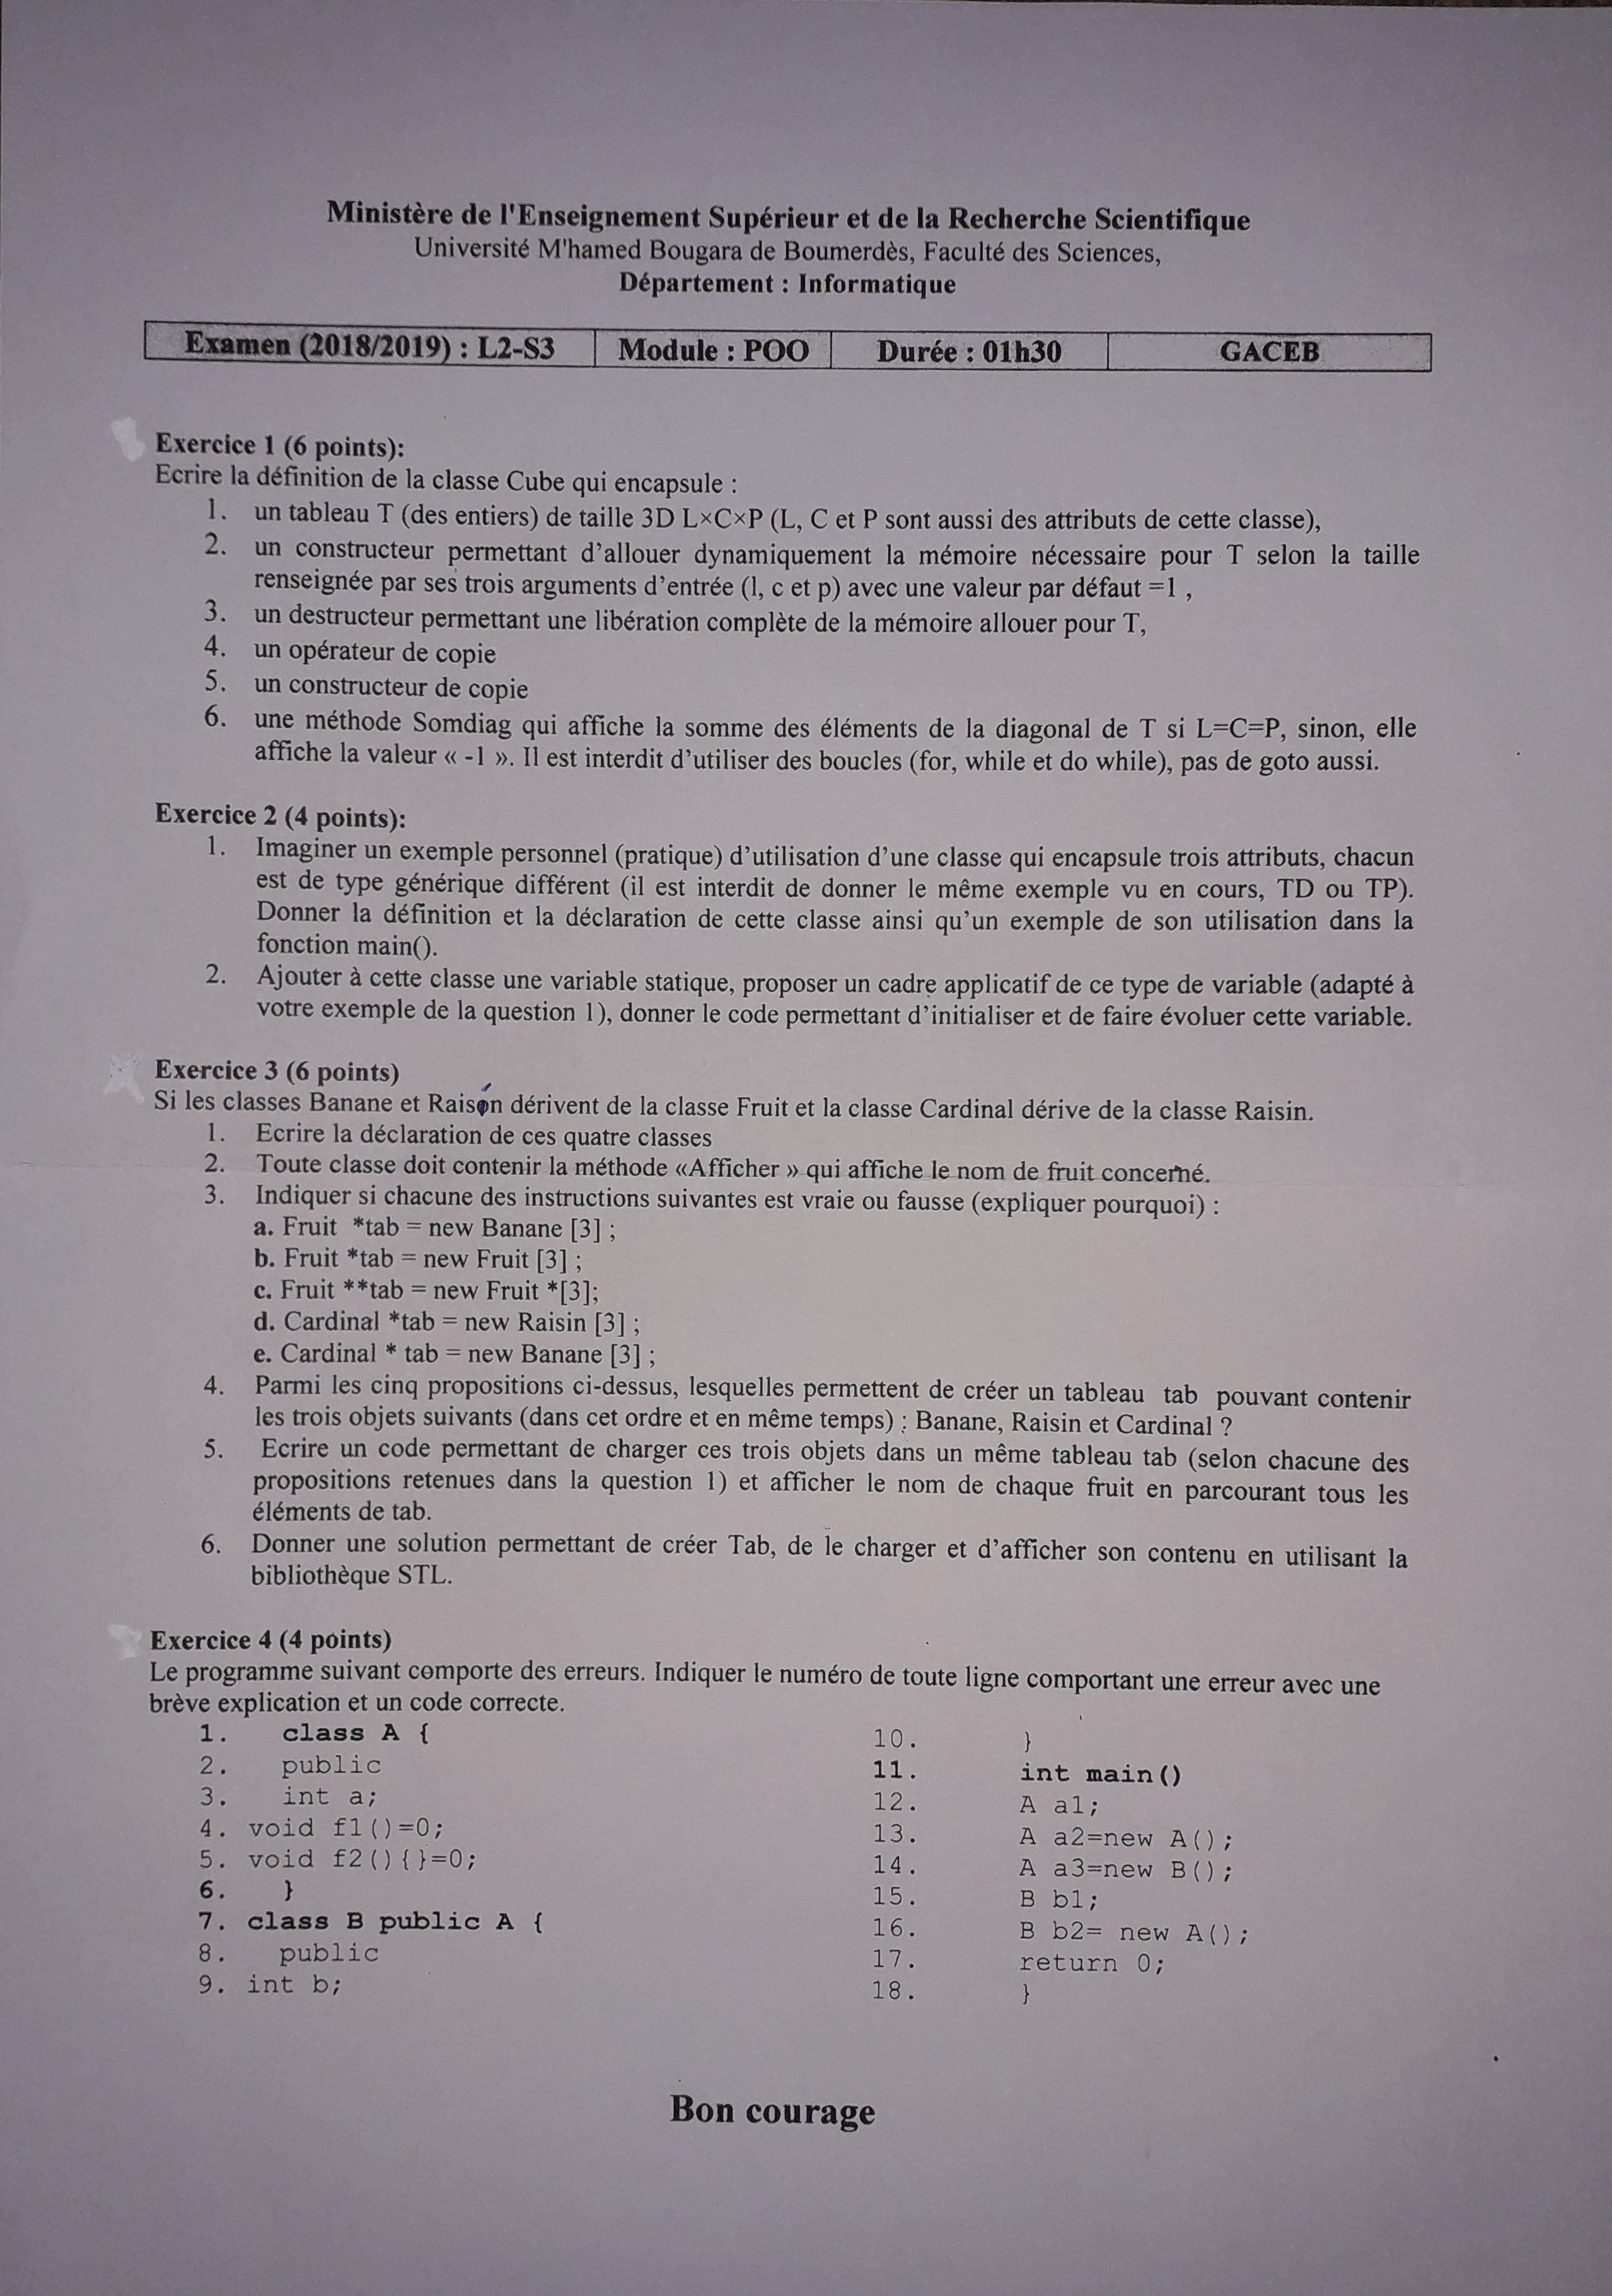 Ministère de l'Enseignement Supérieur et de la Recherche Scientifique
Université M'hamed Bougara de Boumerdès, Faculté des Sciences,
Département : Informatique
Examen (2018/2019) : L2-S3 Module : POO Durée : 01h30 GACEB
Exercice 1 (6 points):
Ecrire la définition de la classe Cube qui encapsule :
1. un tableau T (des entiers) de taille 3D L×C×P (L, C et P sont aussi des attributs de cette classe),
2. un constructeur permettant d'allouer dynamiquement la mémoire nécessaire pour T selon la taille
renseignée par ses trois arguments d'entrée (l, c et p) avec une valeur par défaut =1 ,
3. un destructeur permettant une libération complète de la mémoire allouer pour T,
4. un opérateur de copie
5. un constructeur de copie
6. une méthode Somdiag qui affiche la somme des éléments de la diagonal de T si L=C=P, sinon, elle
affiche la valeur « -1 ». Il est interdit d'utiliser des boucles (for, while et do while), pas de goto aussi.
Exercice 2 (4 points):
1. Imaginer un exemple personnel (pratique) d'utilisation d'une classe qui encapsule trois attributs, chacun
est de type générique différent (il est interdit de donner le même exemple vu en cours, TD ou TP).
Donner la définition et la déclaration de cette classe ainsi qu'un exemple de son utilisation dans la
fonction main().
2. Ajouter à cette classe une variable statique, proposer un cadre applicatif de ce type de variable (adapté à
votre exemple de la question 1), donner le code permettant d'initialiser et de faire évoluer cette variable.
Exercice 3 (6 points)
Si les classes Banane et Raison dérivent de la classe Fruit et la classe Cardinal dérive de la classe Raisin.
1. Ecrire la déclaration de ces quatre classes
2. Toute classe doit contenir la méthode «Afficher » qui affiche le nom de fruit concerné.
3. Indiquer si chacune des instructions suivantes est vraie ou fausse (expliquer pourquoi) :
a. Fruit *tab = new Banane [3] ;
b. Fruit *tab = new Fruit [3] ;
c. Fruit **tab = new Fruit *[3];
d. Cardinal *tab = new Raisin [3] ;
e. Cardinal * tab = new Banane [3] ;
4. Parmi les cinq propositions ci-dessus, lesquelles permettent de créer un tableau tab pouvant contenir
les trois objets suivants (dans cet ordre et en même temps) : Banane, Raisin et Cardinal ?
5. Ecrire un code permettant de charger ces trois objets dans un même tableau tab (selon chacune des
propositions retenues dans la question 1) et afficher le nom de chaque fruit en parcourant tous les
éléments de tab.
6. Donner une solution permettant de créer Tab, de le charger et d'afficher son contenu en utilisant la
bibliothèque STL.
Exercice 4 (4 points)
Le programme suivant comporte des erreurs. Indiquer le numéro de toute ligne comportant une erreur avec une
brève explication et un code correcte.
1. class A {
2. public
3. int a;
4. void f1()=0;
5. void f2(){}=0;
6. }
7. class B public A {
8. public
9. int b;
10. }
11. int main()
12. A a1;
13. A a2=new A();
14. A a3=new B();
15. B b1;
16. B b2= new A();
17. return 0;
18. }
Bon courage